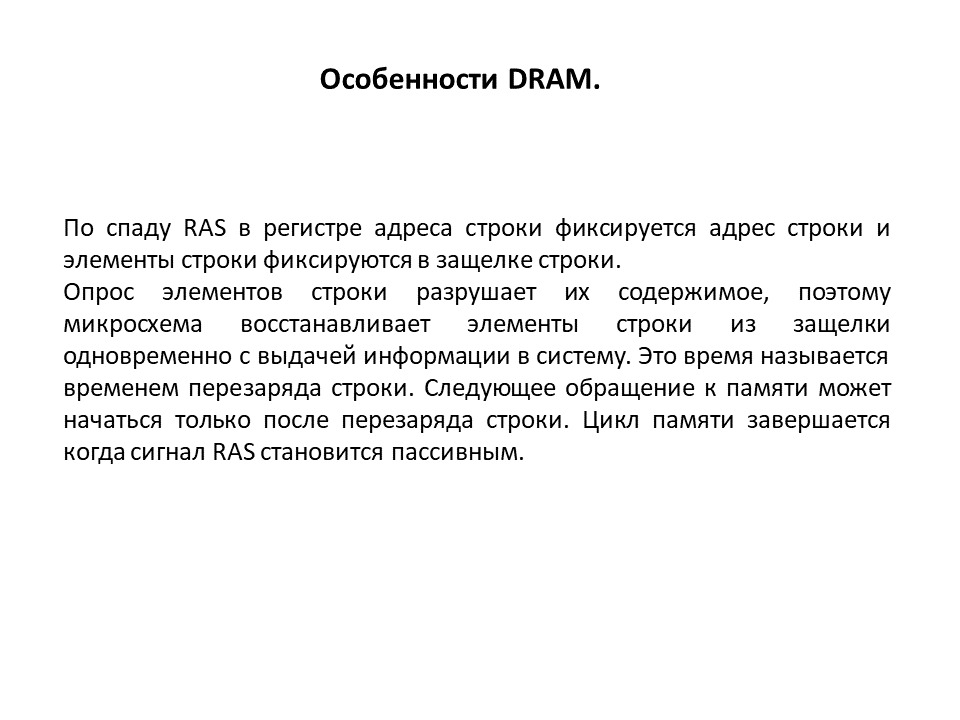 Особенности DRAM.
По спаду RAS в регистре адреса строки фиксируется адрес строки и
элементы строки фиксируются в защелке строки.
Опрос элементов строки разрушает их содержимое, поэтому
микросхема восстанавливает элементы строки из защелки
одновременно с выдачей информации в систему. Это время называется
временем перезаряда строки. Следующее обращение к памяти может
начаться только после перезаряда строки. Цикл памяти завершается
когда сигнал RAS становится пассивным.